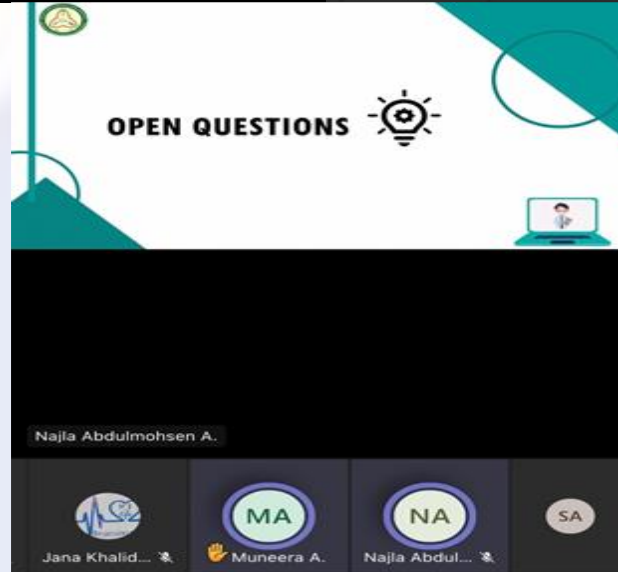 OPEN QUESTIONS
Najla Abdulmohsen A.
MA
NA
SA
Jana Khalid...
Muneera A.
Najla Abdul...